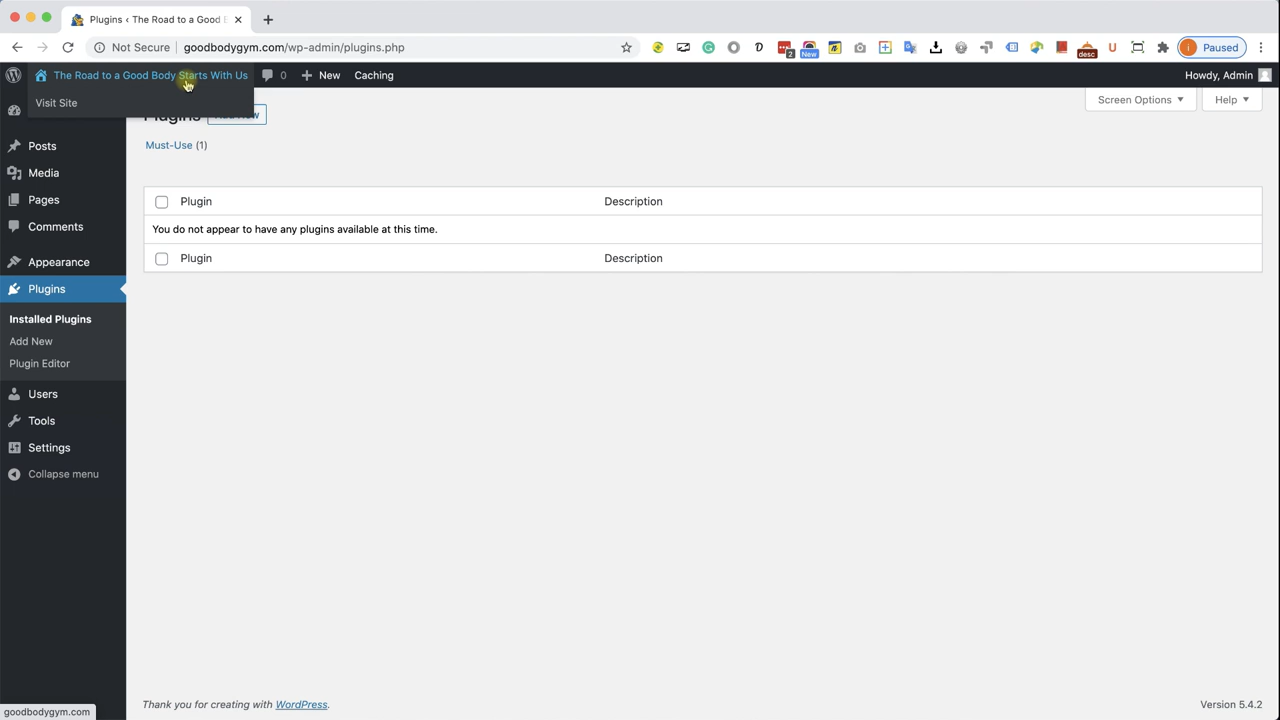 Plugins ‹ The Road to a Good B
Not Secure
goodbodygym.com/wp-admin/plugins.php
2
New
desc
Paused
The Road to a Good Body Starts With Us
0
New
Caching
Howdy, Admin
Visit Site
Plugins
Add New
Screen Options
Help
Must-Use (1)
Posts
Media
Pages
Comments
Appearance
Plugins
Installed Plugins
Add New
Plugin Editor
Users
Tools
Settings
Collapse menu
Plugin
Description
You do not appear to have any plugins available at this time.
Plugin
Description
Thank you for creating with WordPress.
Version 5.4.2
goodbodygym.com